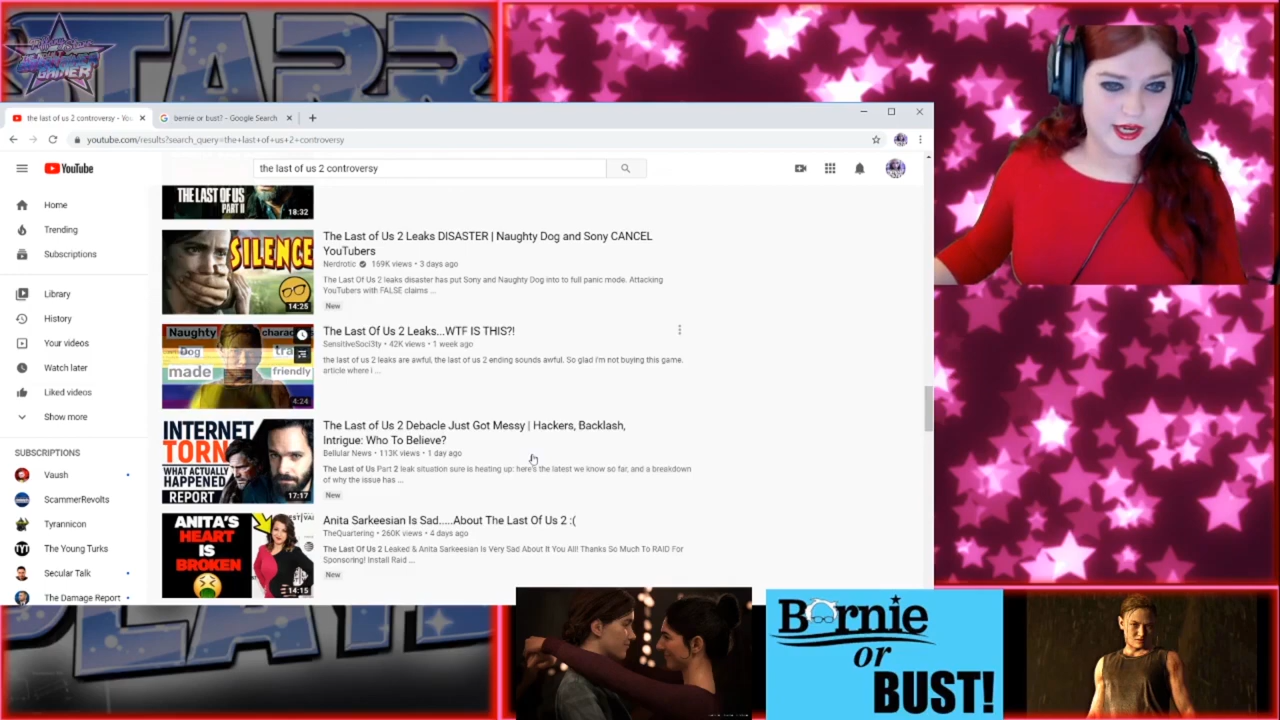 STARR
the last of us 2 controversy - You
bernie or bust? - Google Search
youtube.com/results?search_query=the+last+of+us+2+controversy
YouTube
the last of us 2 controversy
Home
Trending
Subscriptions
Library
History
Your videos
Watch later
Liked videos
Show more
SUBSCRIPTIONS
Vaush
ScammerRevolts
Tyrannicon
TYT
The Young Turks
Secular Talk
The Damage Report
THE LAST OF US
PART II
18:32
SILENCE
14:25
The Last of Us 2 Leaks DISASTER | Naughty Dog and Sony CANCEL
YouTubers
Nerdrotic
169K views • 3 days ago
The Last Of Us 2 leaks disaster has put Sony and Naughty Dog into to full panic mode. Attacking
YouTubers with FALSE claims ...
New
Naughty
Dog
made
charac
tra
friendly
4:24
The Last Of Us 2 Leaks...WTF IS THIS?!
SensitiveSoci3ty • 42K views • 1 week ago
the last of us 2 leaks are awful, the last of us 2 ending sounds awful. So glad i'm not buying this game.
article where i ...
INTERNET
TORN
WHAT ACTUALLY
HAPPENED
REPORT
17:17
The Last of Us 2 Debacle Just Got Messy | Hackers, Backlash,
Intrigue: Who To Believe?
Bellular News • 113K views • 1 day ago
The Last of Us Part 2 leak situation sure is heating up: here's the latest we know so far, and a breakdown
of why the issue has ...
New
ANITA'S
HEART
IS
BROKEN
14:15
Anita Sarkeesian Is Sad.....About The Last Of Us 2 :(
TheQuartering • 260K views • 4 days ago
The Last Of Us 2 Leaked & Anita Sarkeesian Is Very Sad About It You All! Thanks So Much To RAID For
Sponsoring! Install Raid ...
New
PLAY
Bernie
or
BUST!